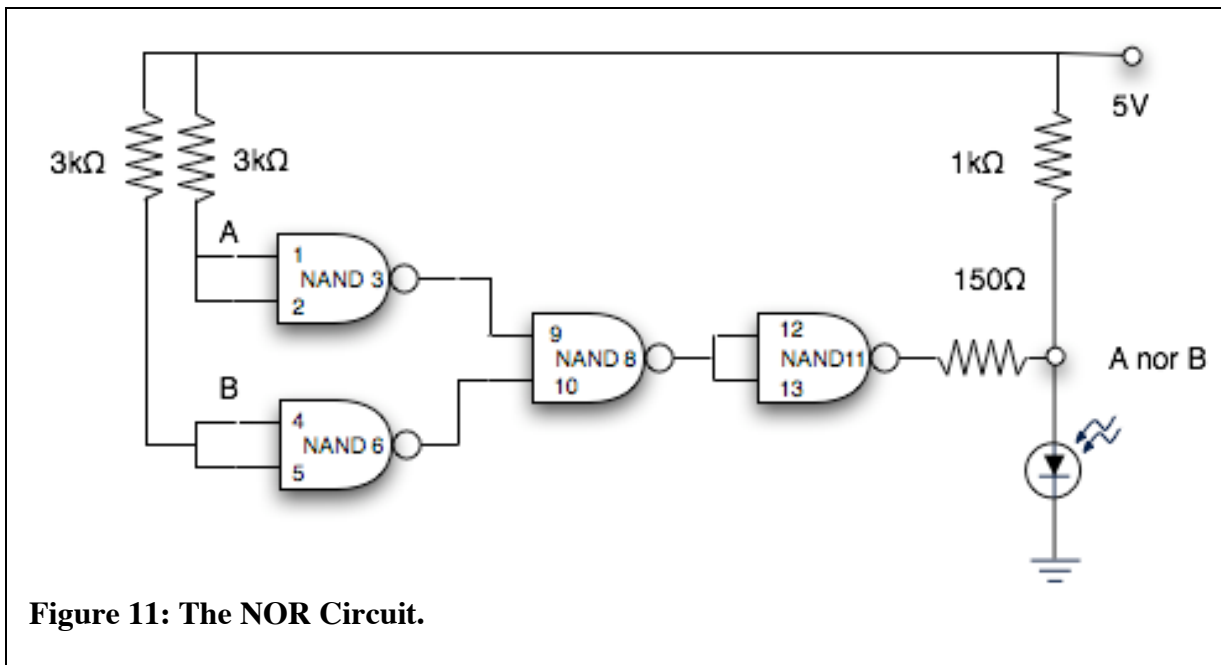 5V
3kΩ
3kΩ
1kΩ
A
1
NAND 3
2
150Ω
9
NAND 8
10
12
NAND11
13
A nor B
B
4
NAND 6
5
Figure 11: The NOR Circuit.